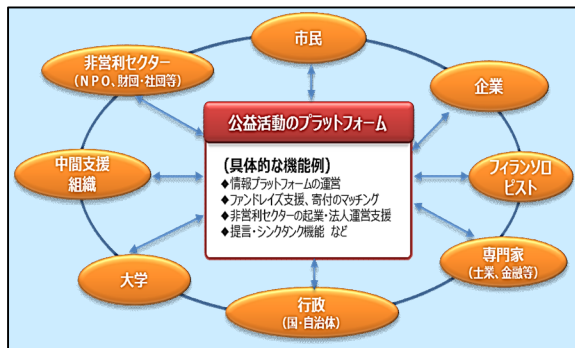 市民
非営利セクター
(NPO、財団・社団等)
企業
公益活動のプラットフォーム
(具体的な機能例)
◆情報プラットフォームの運営
◆ファンドレイズ支援、寄付のマッチング
◆非営利セクターの起業・法人運営支援
◆提言・シンクタンク機能 など
中間支援
組織
フィランソロ
ピスト
大学
専門家
(士業、金融等)
行政
(国・自治体)